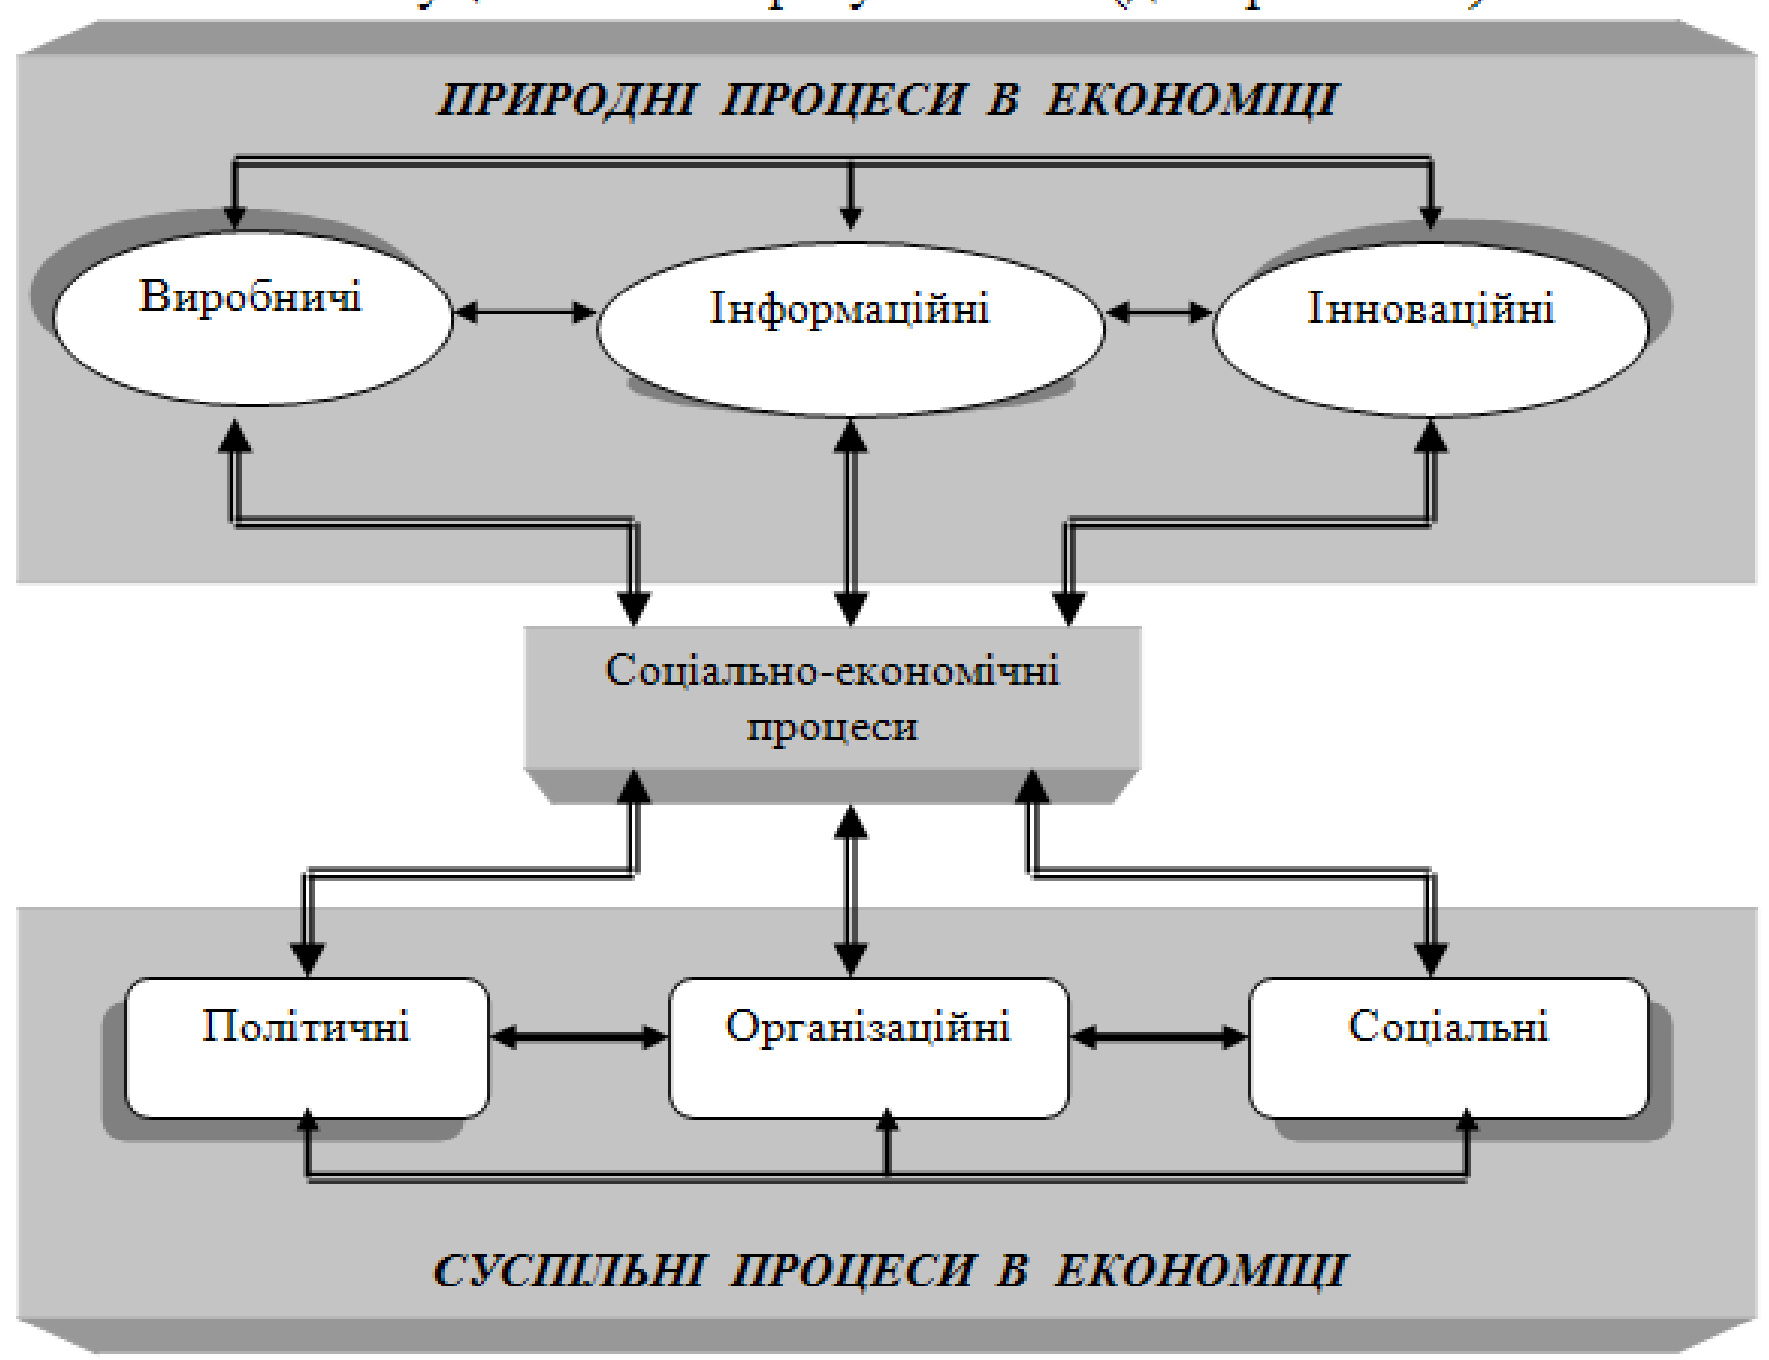 ПРИРОДНІ ПРОЦЕСИ В ЕКОНОМІЦІ
Виробничі
Інформаційні
Інноваційні
Соціально-економічні
процеси
Політичні
Організаційні
Соціальні
СУСПІЛЬНІ ПРОЦЕСИ В ЕКОНОМІЦІ